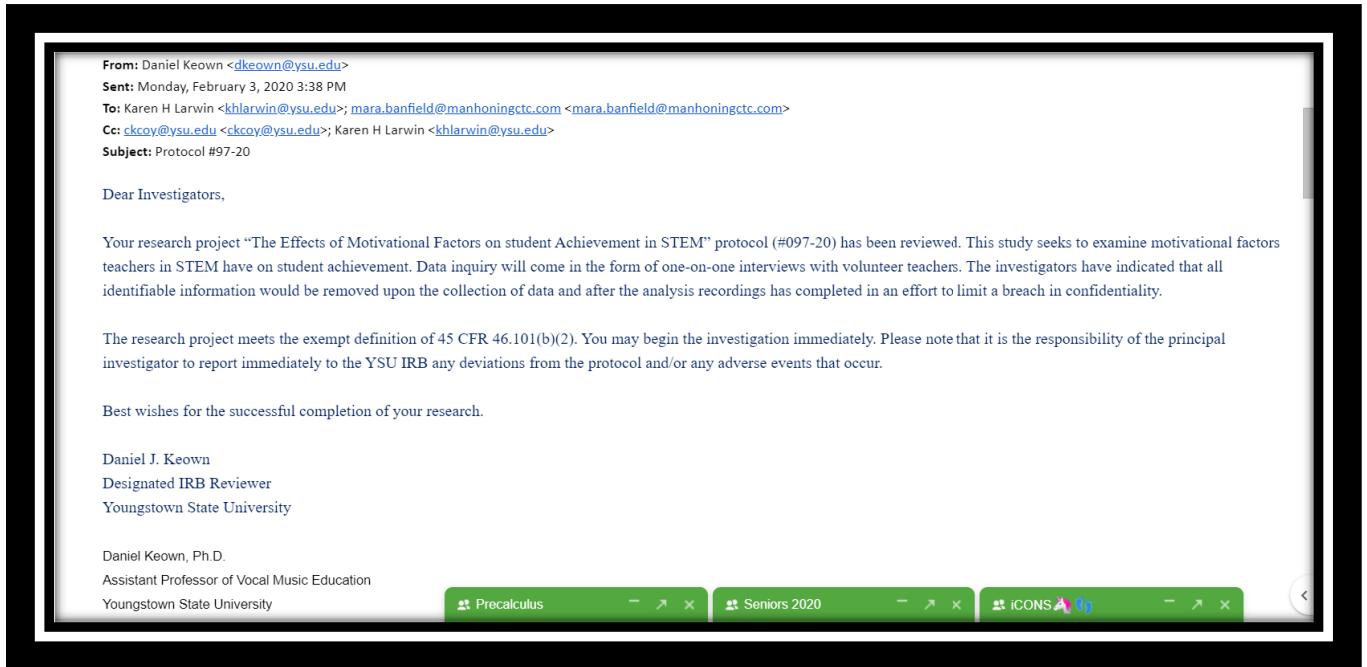 From: Daniel Keown <dkeown@ysu.edu>
Sent: Monday, February 3, 2020 3:38 PM
To: Karen H Larwin <khlarwin@ysu.edu>; mara.banfield@manhoningctc.com <mara.banfield@manhoningctc.com>
Cc: ckcoy@ysu.edu <ckcoy@ysu.edu>; Karen H Larwin <khlarwin@ysu.edu>
Subject: Protocol #97-20
Dear Investigators,
Your research project “The Effects of Motivational Factors on student Achievement in STEM” protocol (#097-20) has been reviewed. This study seeks to examine motivational factors
teachers in STEM have on student achievement. Data inquiry will come in the form of one-on-one interviews with volunteer teachers. The investigators have indicated that all
identifiable information would be removed upon the collection of data and after the analysis recordings has completed in an effort to limit a breach in confidentiality.
The research project meets the exempt definition of 45 CFR 46.101(b)(2). You may begin the investigation immediately. Please note that it is the responsibility of the principal
investigator to report immediately to the YSU IRB any deviations from the protocol and/or any adverse events that occur.
Best wishes for the successful completion of your research.
Daniel J. Keown
Designated IRB Reviewer
Youngstown State University
Daniel Keown, Ph.D.
Assistant Professor of Vocal Music Education
Youngstown State University
Precalculus
Seniors 2020
iCONS🦄👣